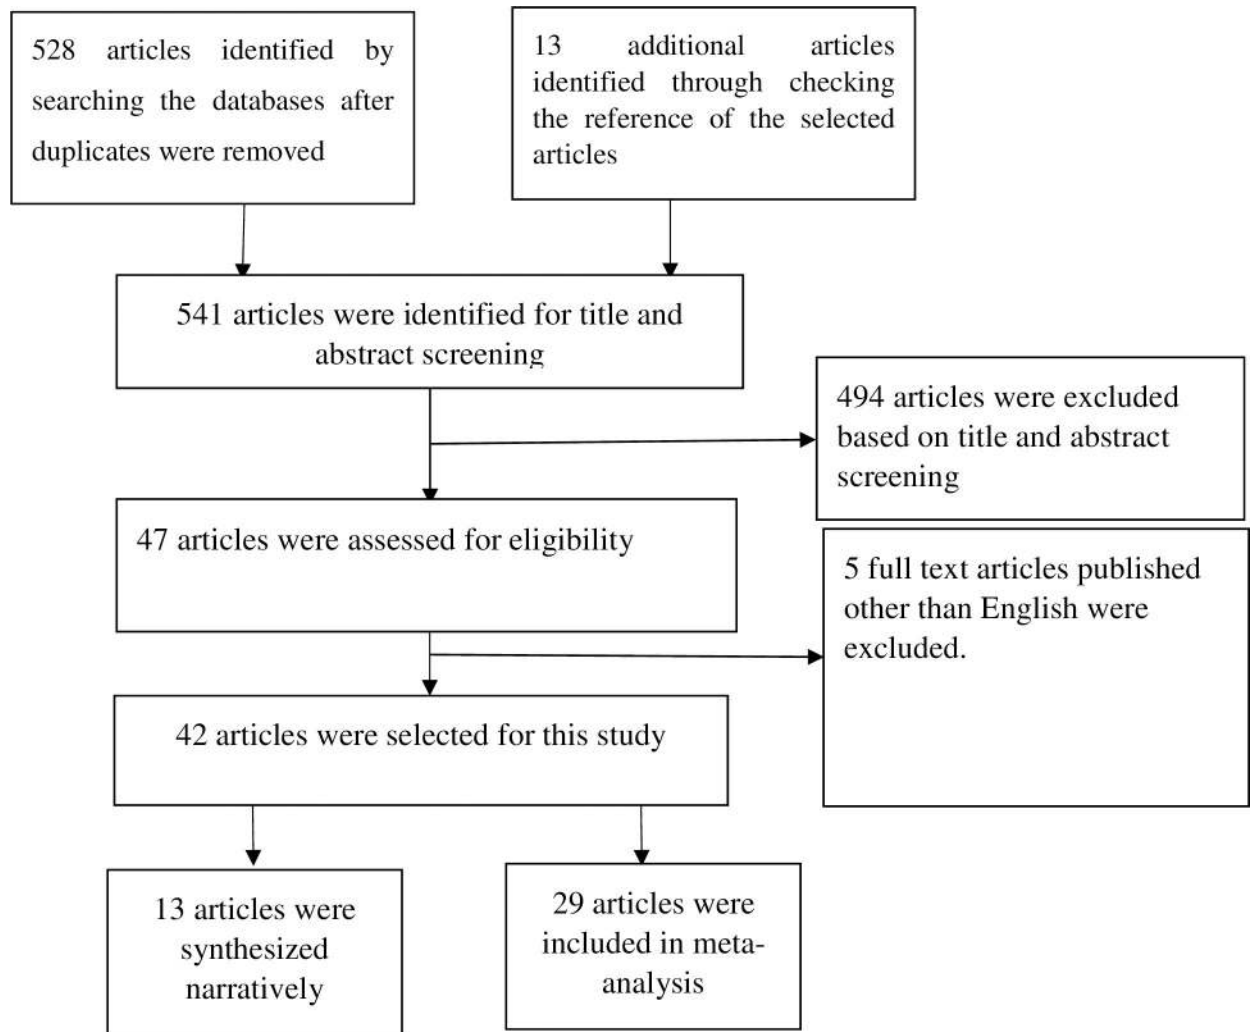 528 articles identified by
searching the databases after
duplicates were removed
13 additional articles
identified through checking
the reference of the selected
articles
541 articles were identified for title and
abstract screening
494 articles were excluded
based on title and abstract
screening
47 articles were assessed for eligibility
5 full text articles published
other than English were
excluded.
42 articles were selected for this study
13 articles were
synthesized
narratively
29 articles were
included in meta-
analysis